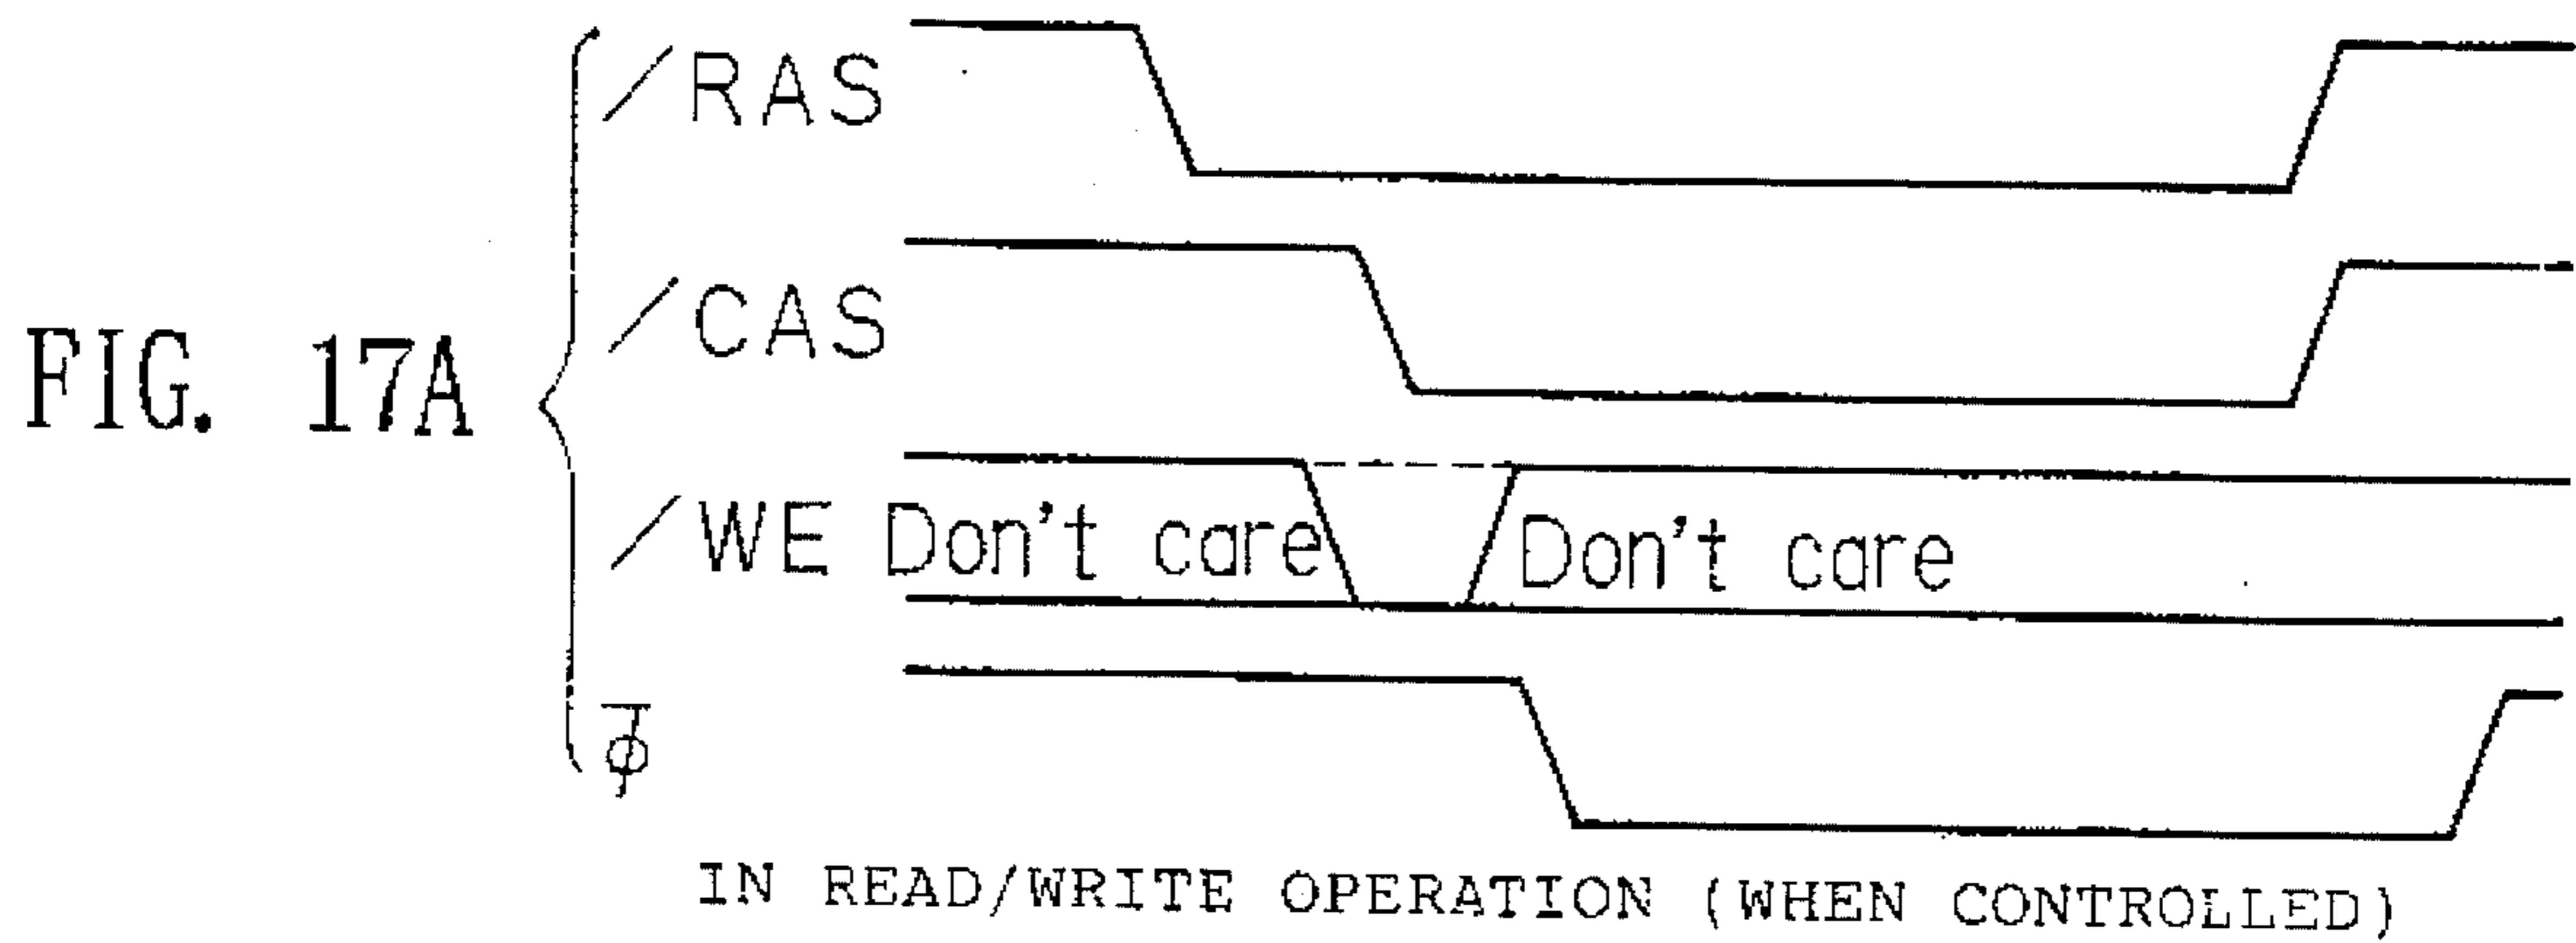 /RAS
/CAS
FIG. 17A
/WE Don't care Don't care
φ̅
IN READ/WRITE OPERATION (WHEN CONTROLLED)